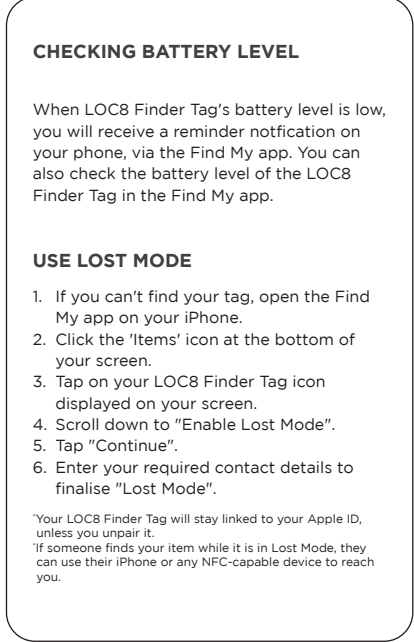 CHECKING BATTERY LEVEL
When LOC8 Finder Tag's battery level is low,
you will receive a reminder notfication on
your phone, via the Find My app. You can
also check the battery level of the LOC8
Finder Tag in the Find My app.
USE LOST MODE
1. If you can't find your tag, open the Find
My app on your iPhone.
2. Click the 'Items' icon at the bottom of
your screen.
3. Tap on your LOC8 Finder Tag icon
displayed on your screen.
4. Scroll down to "Enable Lost Mode".
5. Tap "Continue".
6. Enter your required contact details to
finalise "Lost Mode".
*Your LOC8 Finder Tag will stay linked to your Apple ID,
unless you unpair it.
*If someone finds your item while it is in Lost Mode, they
can use their iPhone or any NFC-capable device to reach
you.